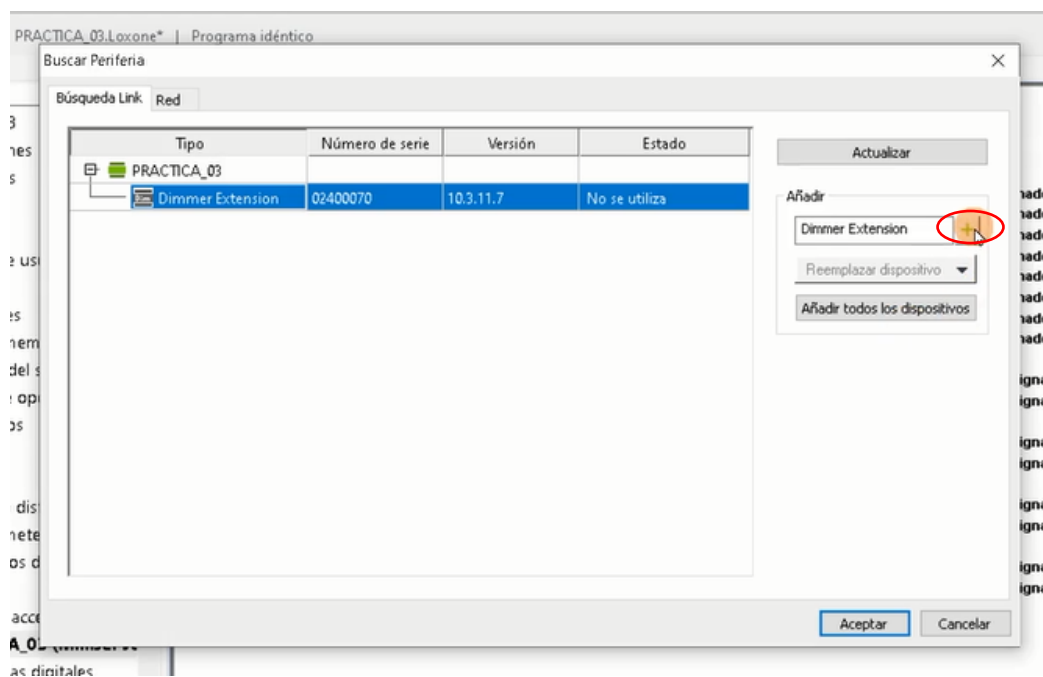 PRACTICA_03.Loxone* | Programa idéntico
Buscar Periferia
Búsqueda Link Red
Tipo Número de serie Versión Estado
PRACTICA_03
Dimmer Extension 02400070 10.3.11.7 No se utiliza
Actualizar
Añadir
Dimmer Extension +
Reemplazar dispositivo
Añadir todos los dispositivos
Aceptar Cancelar
as digitales